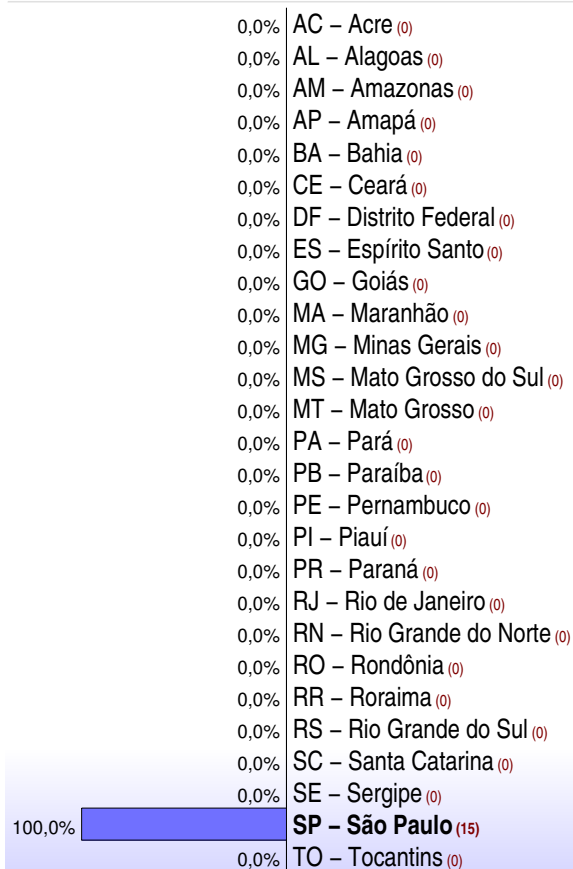 0,0% AC – Acre (0)
0,0% AL – Alagoas (0)
0,0% AM – Amazonas (0)
0,0% AP – Amapá (0)
0,0% BA – Bahia (0)
0,0% CE – Ceará (0)
0,0% DF – Distrito Federal (0)
0,0% ES – Espírito Santo (0)
0,0% GO – Goiás (0)
0,0% MA – Maranhão (0)
0,0% MG – Minas Gerais (0)
0,0% MS – Mato Grosso do Sul (0)
0,0% MT – Mato Grosso (0)
0,0% PA – Pará (0)
0,0% PB – Paraíba (0)
0,0% PE – Pernambuco (0)
0,0% PI – Piauí (0)
0,0% PR – Paraná (0)
0,0% RJ – Rio de Janeiro (0)
0,0% RN – Rio Grande do Norte (0)
0,0% RO – Rondônia (0)
0,0% RR – Roraima (0)
0,0% RS – Rio Grande do Sul (0)
0,0% SC – Santa Catarina (0)
0,0% SE – Sergipe (0)
100,0% SP – São Paulo (15)
0,0% TO – Tocantins (0)